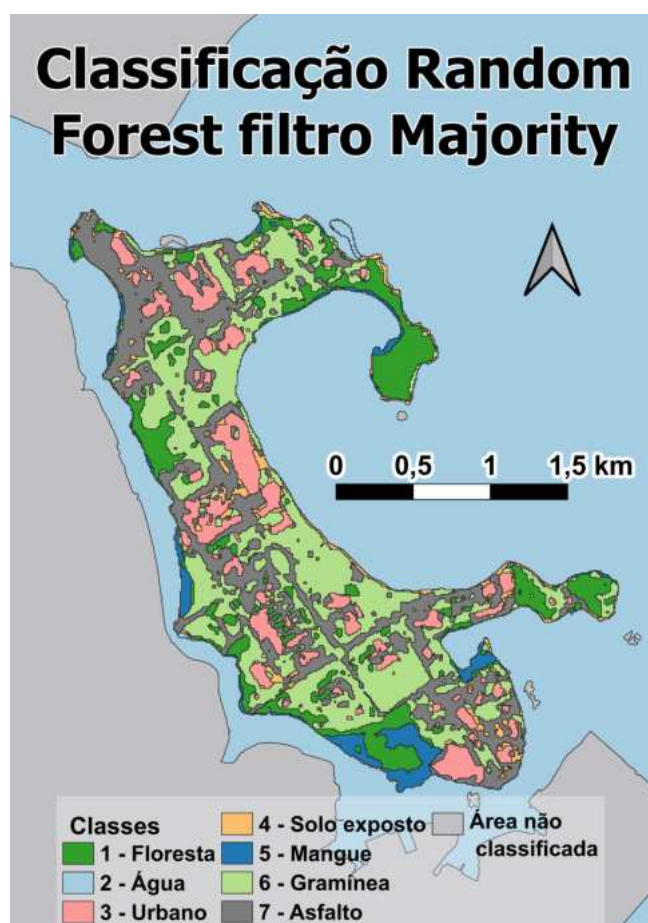 Classificação Random
Forest filtro Majority
0 0,5 1 1,5 km
Classes
1 - Floresta
2 - Água
3 - Urbano
4 - Solo exposto
5 - Mangue
6 - Gramínea
7 - Asfalto
Área não
classificada